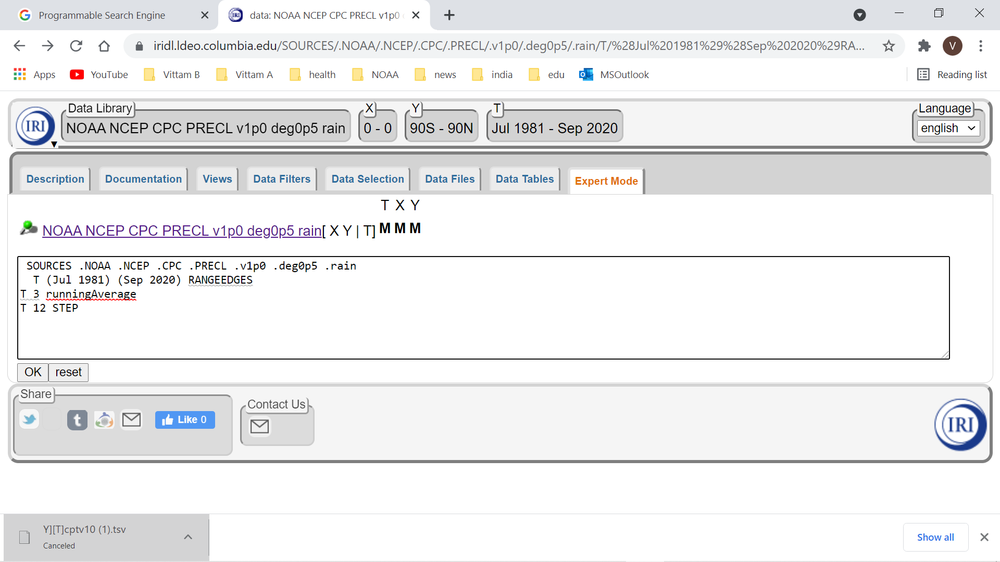 Programmable Search Engine
data: NOAA NCEP CPC PRECL v1p0
iridl.ldeo.columbia.edu/SOURCES/.NOAA/.NCEP/.CPC/.PRECL/.v1p0/.deg0p5/.rain/T/%28Jul%201981%29%28Sep%202020%29RA...
V
Apps YouTube Vittam B Vittam A health NOAA news india edu MSOutlook Reading list
Data Library X Y T Language
IRI NOAA NCEP CPC PRECL v1p0 deg0p5 rain 0 - 0 90S - 90N Jul 1981 - Sep 2020 english
Description Documentation Views Data Filters Data Selection Data Files Data Tables Expert Mode
T X Y
NOAA NCEP CPC PRECL v1p0 deg0p5 rain[ X Y | T] M M M
SOURCES .NOAA .NCEP .CPC .PRECL .v1p0 .deg0p5 .rain
T (Jul 1981) (Sep 2020) RANGEEDGES
T 3 runningAverage
T 12 STEP
OK reset
Share
Contact Us
t Like 0
IRI
Y][T]cptv10 (1).tsv
Canceled
Show all